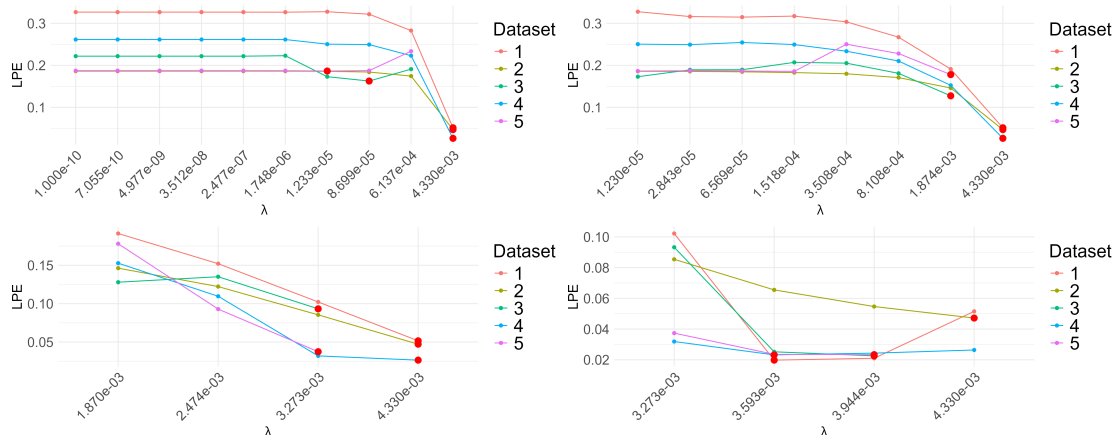 LPE
0.3
0.2
0.1
1.000e-10
7.055e-10
4.977e-09
3.512e-08
2.477e-07
1.748e-06
1.233e-05
8.699e-05
6.137e-04
4.330e-03
λ
Dataset
1
2
3
4
5
LPE
0.3
0.2
0.1
1.230e-05
2.843e-05
6.569e-05
1.518e-04
3.508e-04
8.108e-04
1.874e-03
4.330e-03
λ
Dataset
1
2
3
4
5
LPE
0.15
0.10
0.05
1.870e-03
2.474e-03
3.273e-03
4.330e-03
λ
Dataset
1
2
3
4
5
LPE
0.10
0.08
0.06
0.04
0.02
3.273e-03
3.593e-03
3.944e-03
4.330e-03
λ
Dataset
1
2
3
4
5